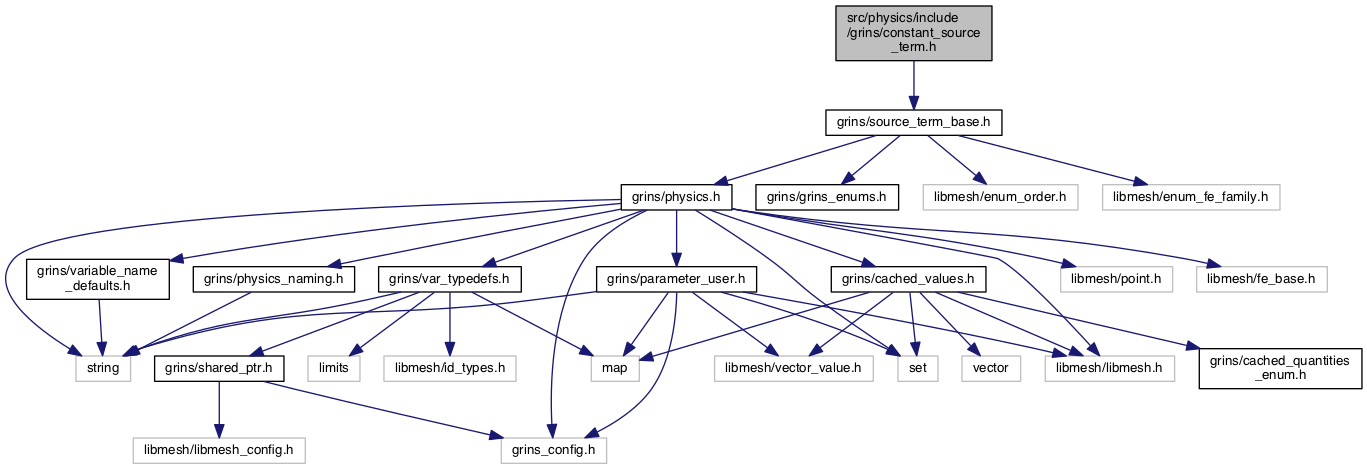 src/physics/include
/grins/constant_source
_term.h
grins/source_term_base.h
grins/physics.h
grins/grins_enums.h
libmesh/enum_order.h
libmesh/enum_fe_family.h
grins/variable_name
_defaults.h
grins/physics_naming.h
grins/var_typedefs.h
grins/parameter_user.h
grins/cached_values.h
libmesh/point.h
libmesh/fe_base.h
string
grins/shared_ptr.h
limits
libmesh/id_types.h
map
libmesh/vector_value.h
set
vector
libmesh/libmesh.h
grins/cached_quantities
_enum.h
libmesh/libmesh_config.h
grins_config.h